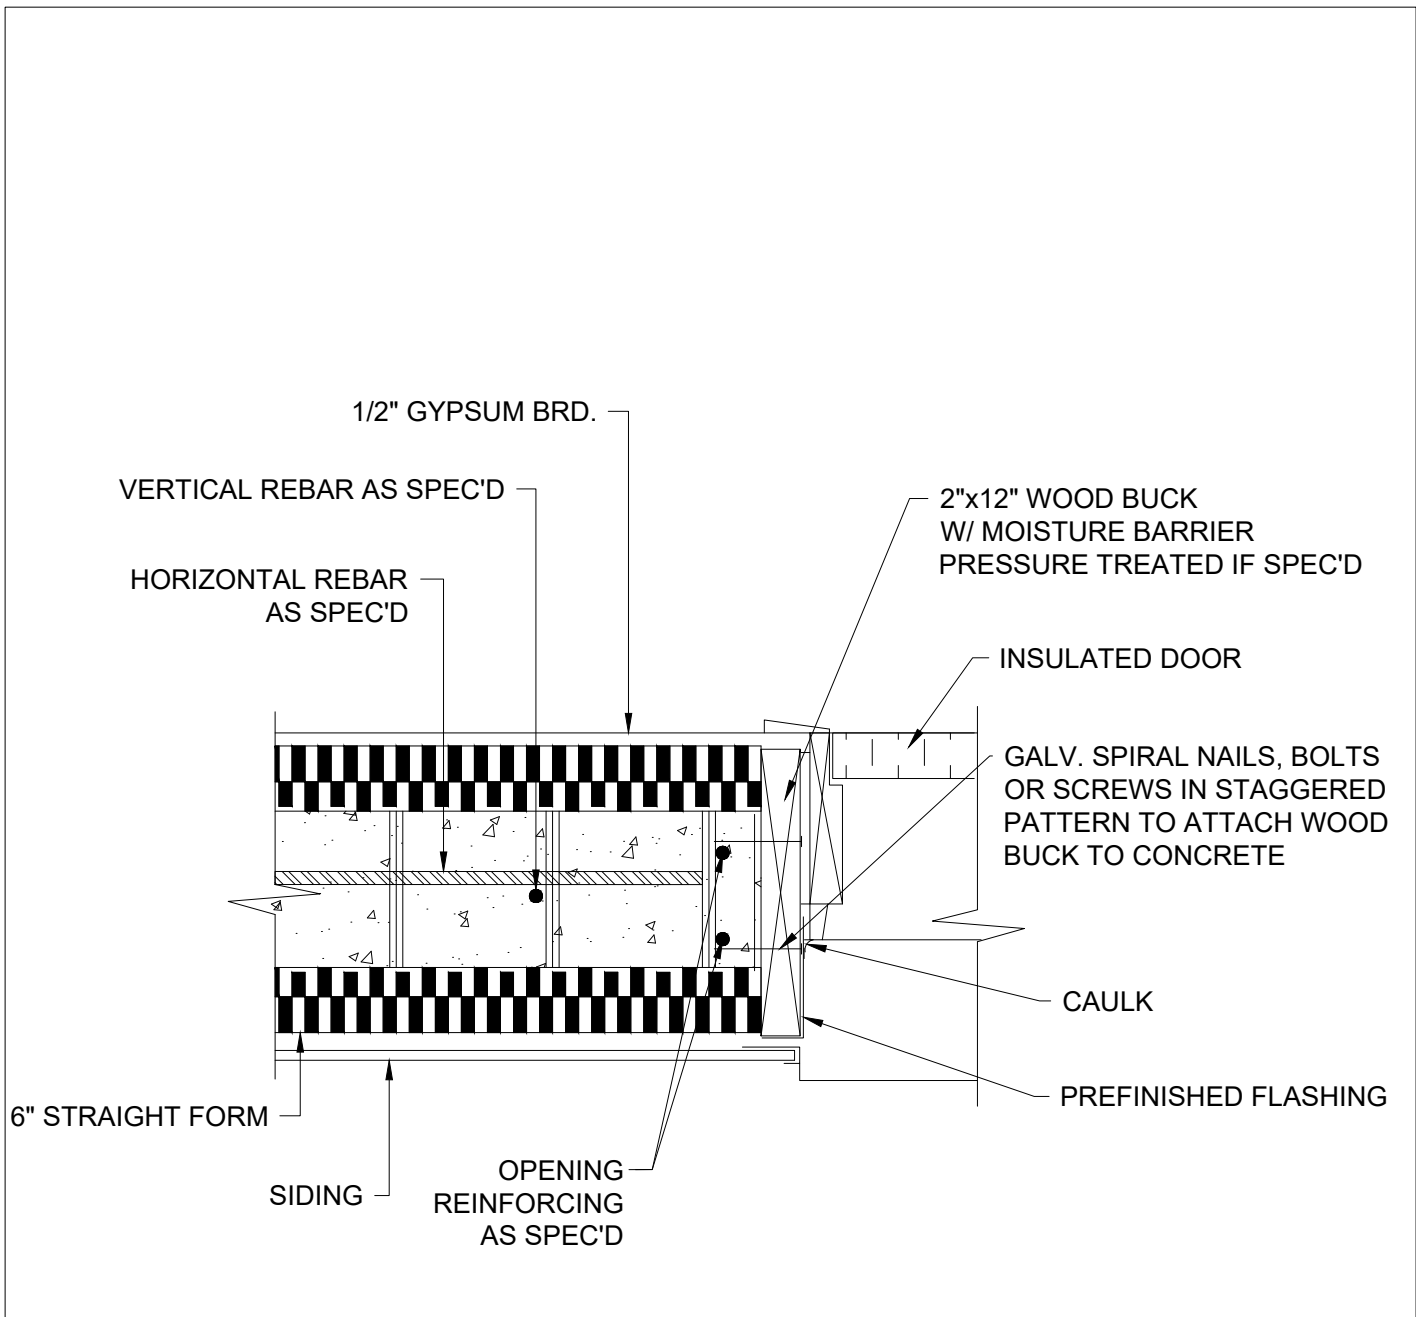 1/2" GYPSUM BRD.
VERTICAL REBAR AS SPEC'D
HORIZONTAL REBAR
AS SPEC'D
2"x12" WOOD BUCK
W/ MOISTURE BARRIER
PRESSURE TREATED IF SPEC'D
INSULATED DOOR
GALV. SPIRAL NAILS, BOLTS
OR SCREWS IN STAGGERED
PATTERN TO ATTACH WOOD
BUCK TO CONCRETE
CAULK
PREFINISHED FLASHING
6" STRAIGHT FORM
SIDING
OPENING
REINFORCING
AS SPEC'D